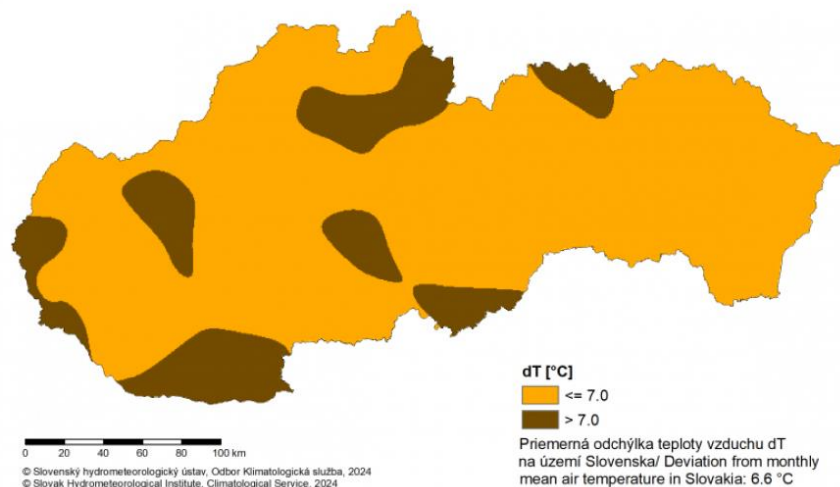 dT [°C]
<= 7.0
> 7.0
0 20 40 60 80 100 km
Priemerná odchýlka teploty vzduchu dT
na území Slovenska/ Deviation from monthly
mean air temperature in Slovakia: 6.6 °C
© Slovenský hydrometeorologický ústav, Odbor Klimatologická služba, 2024
© Slovak Hydrometeorological Institute, Climatological Service, 2024